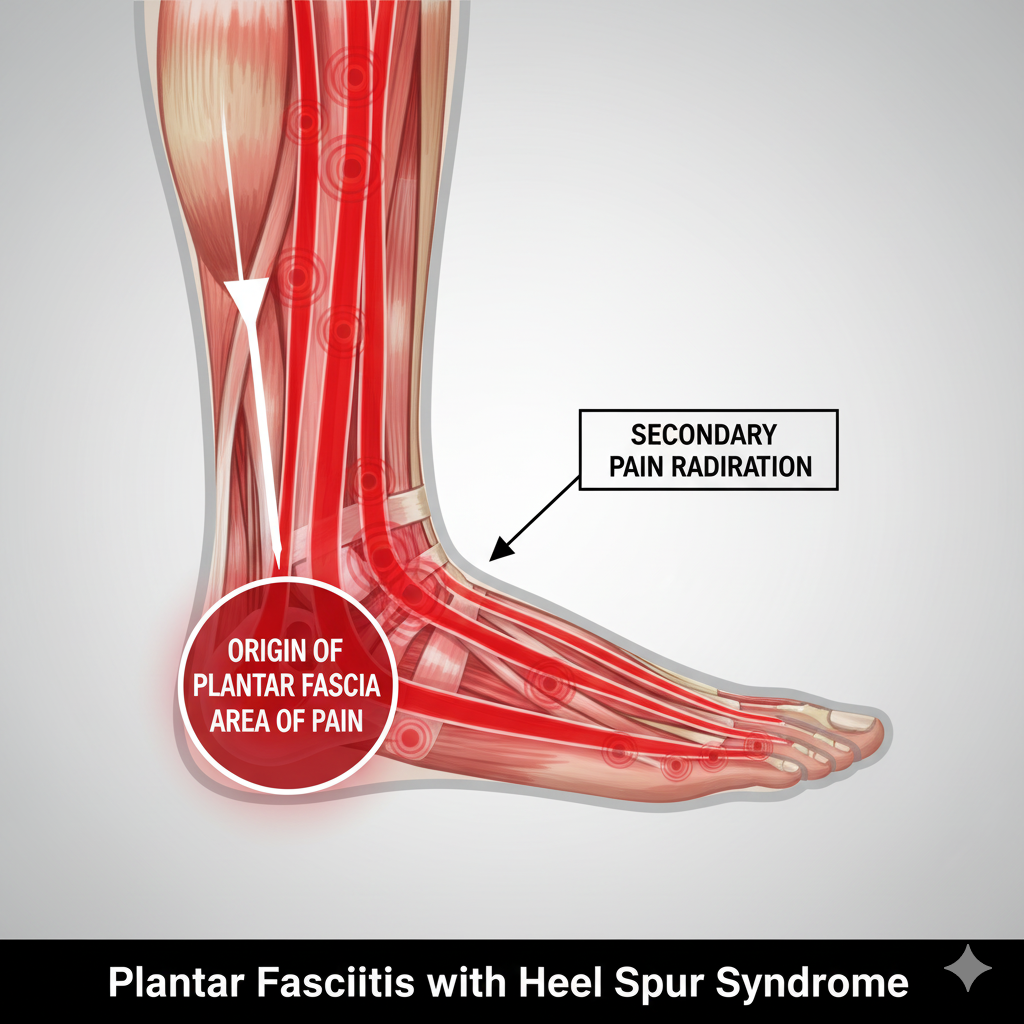 SECONDARY
PAIN RADIRATION
ORIGIN OF
PLANTAR FASCIA
AREA OF PAIN
Plantar Fasciitis with Heel Spur Syndrome